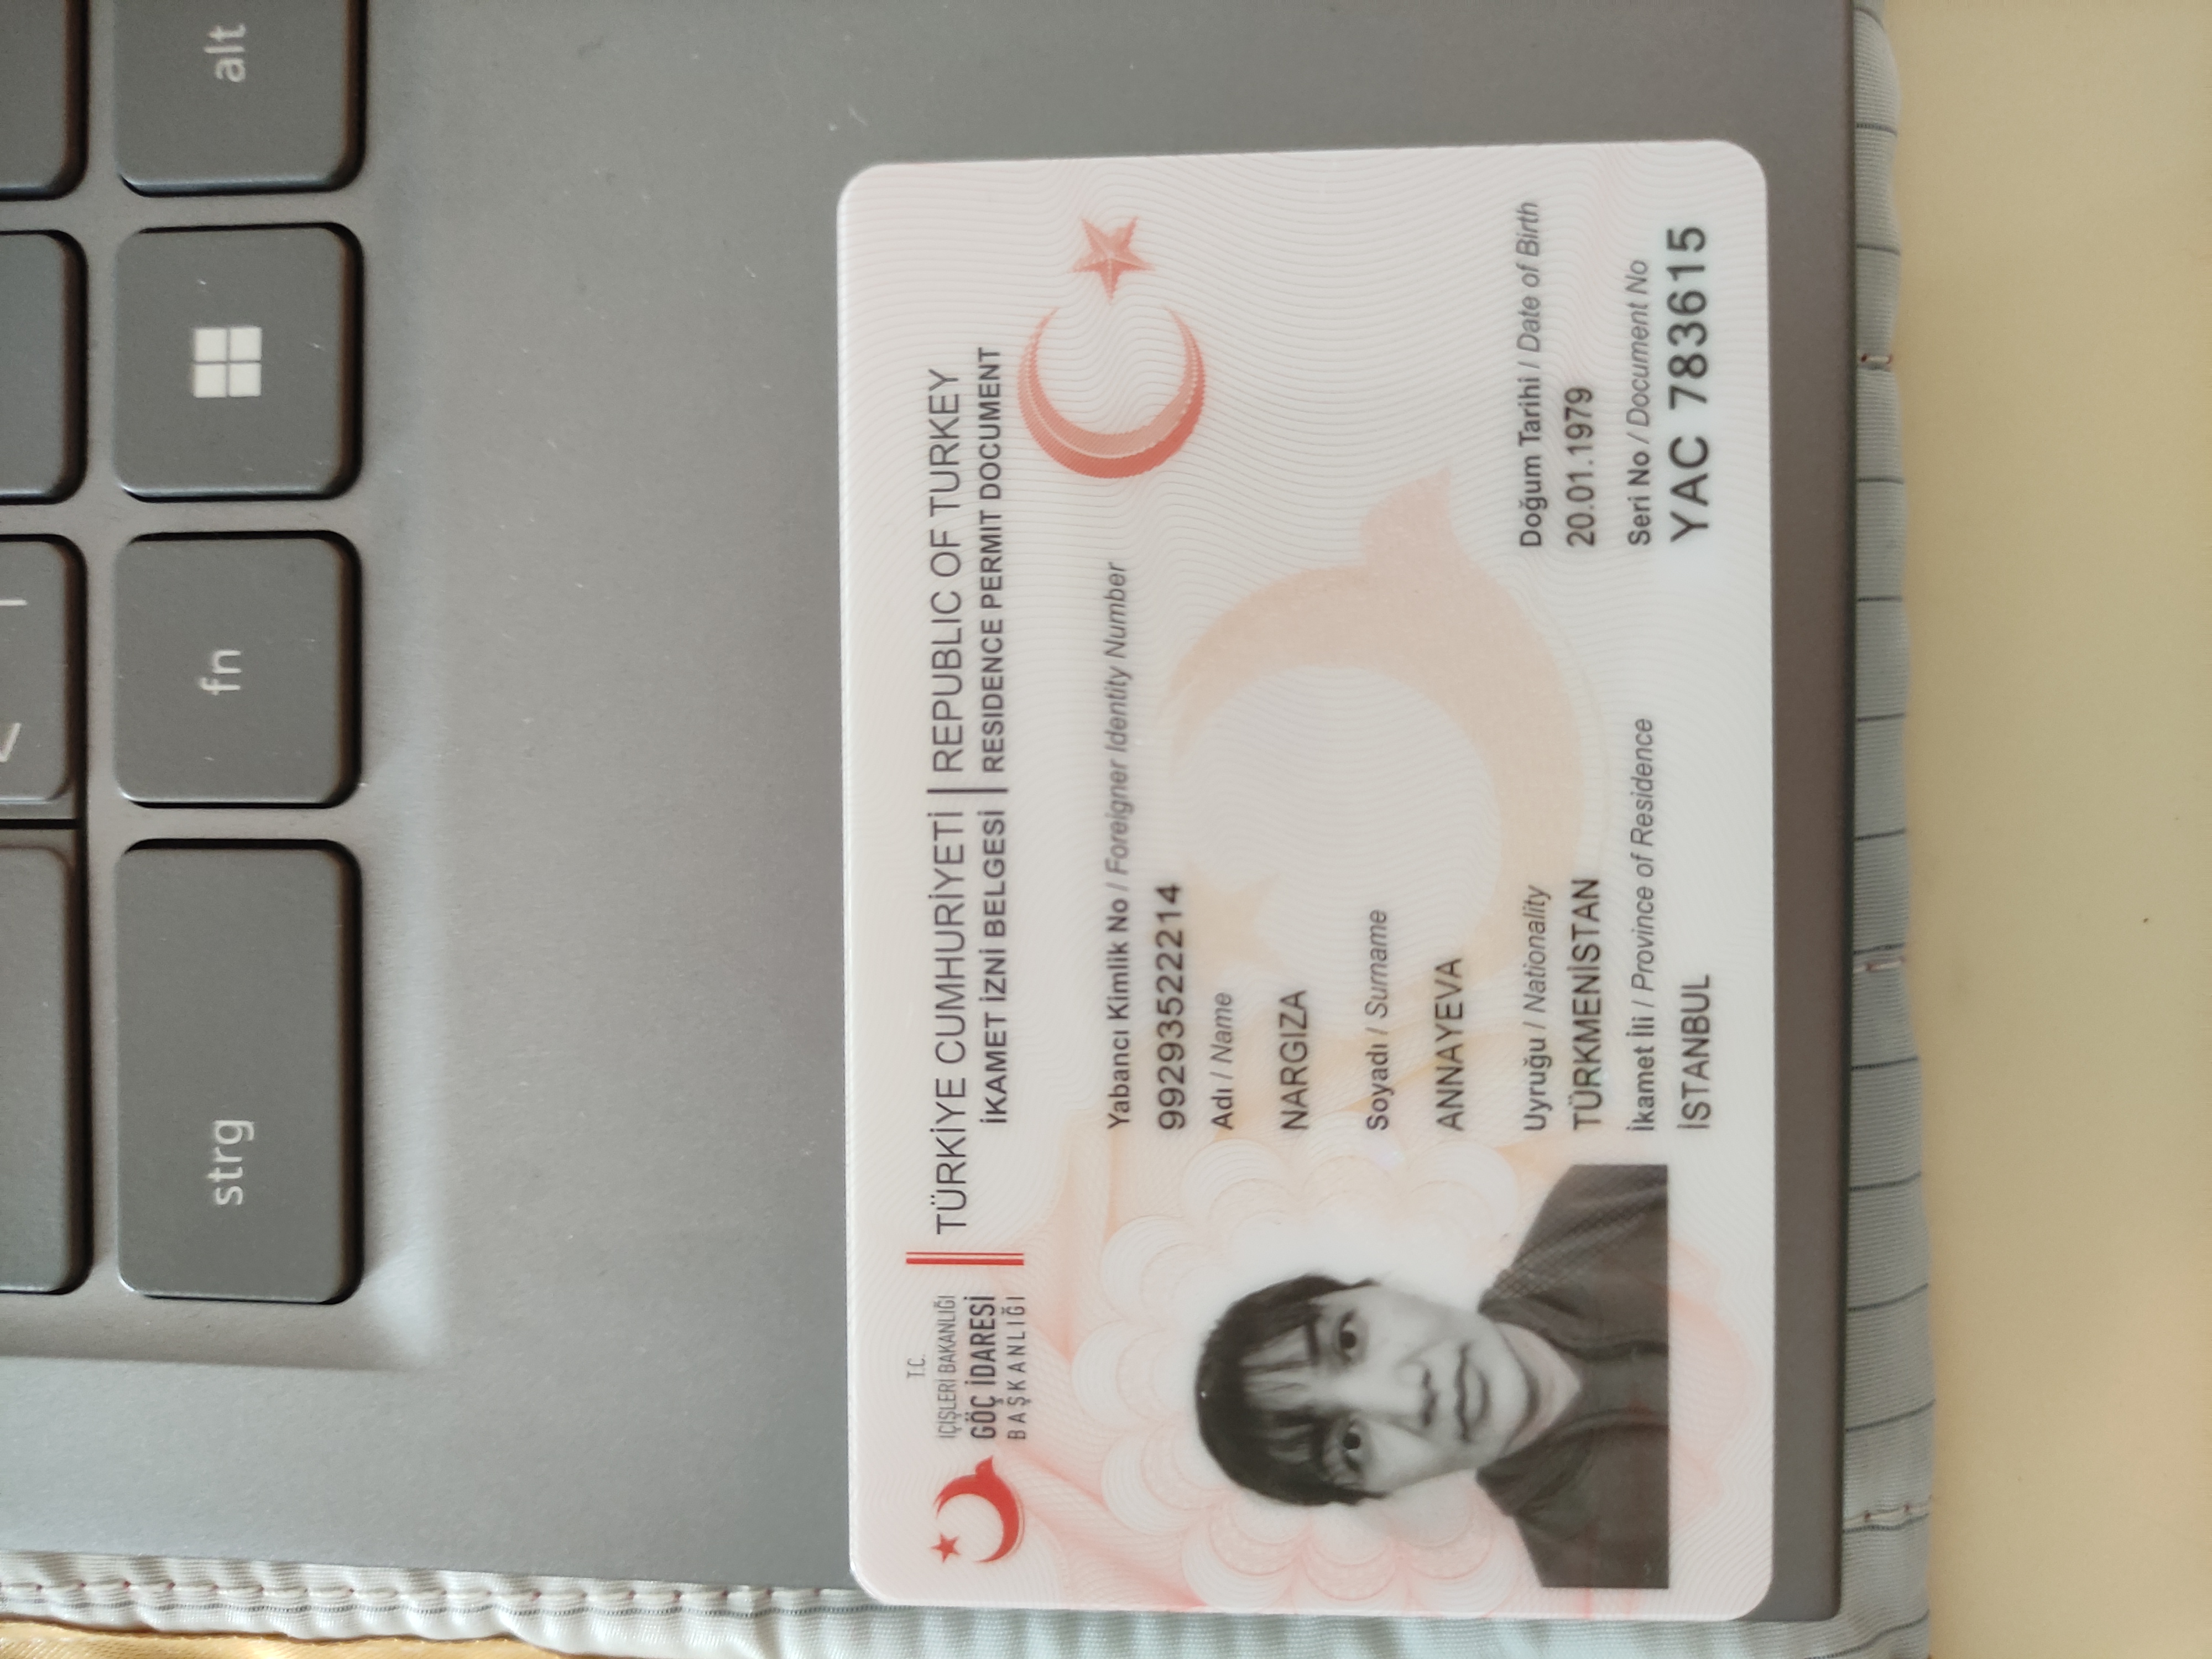 strg fn alt
T.C.
İÇİŞLERİ BAKANLIĞI
GÖÇ İDARESİ
BAŞKANLIĞI
TÜRKİYE CUMHURİYETİ | REPUBLIC OF TURKEY
İKAMET İZNİ BELGESİ | RESIDENCE PERMIT DOCUMENT
Yabancı Kimlik No / Foreigner Identity Number
99293522214
Adı / Name
NARGIZA
Soyadı / Surname
ANNAYEVA
Uyruğu / Nationality
TÜRKMENİSTAN
Doğum Tarihi / Date of Birth
20.01.1979
İkamet İli / Province of Residence
İSTANBUL
Seri No / Document No
YAC 783615